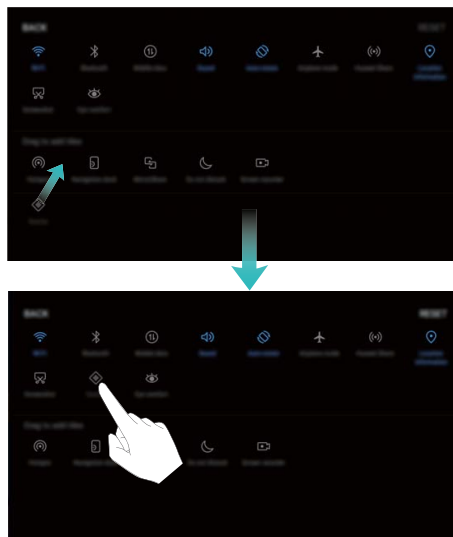 BACK
RESET
Wi-Fi
Bluetooth
Mobile data
Sound
Auto-rotate
Airplane mode
Huawei Share
Location
information
Screenshot
Eye comfort
Drag to add tiles
Hotspot
Navigation dock
MirrorShare
Do not disturb
Screen recorder
BACK
RESET
Wi-Fi
Bluetooth
Mobile data
Sound
Auto-rotate
Airplane mode
Huawei Share
Location
information
Screenshot
Eye comfort
Drag to add tiles
Hotspot
Navigation
Do not disturb
Screen recorder